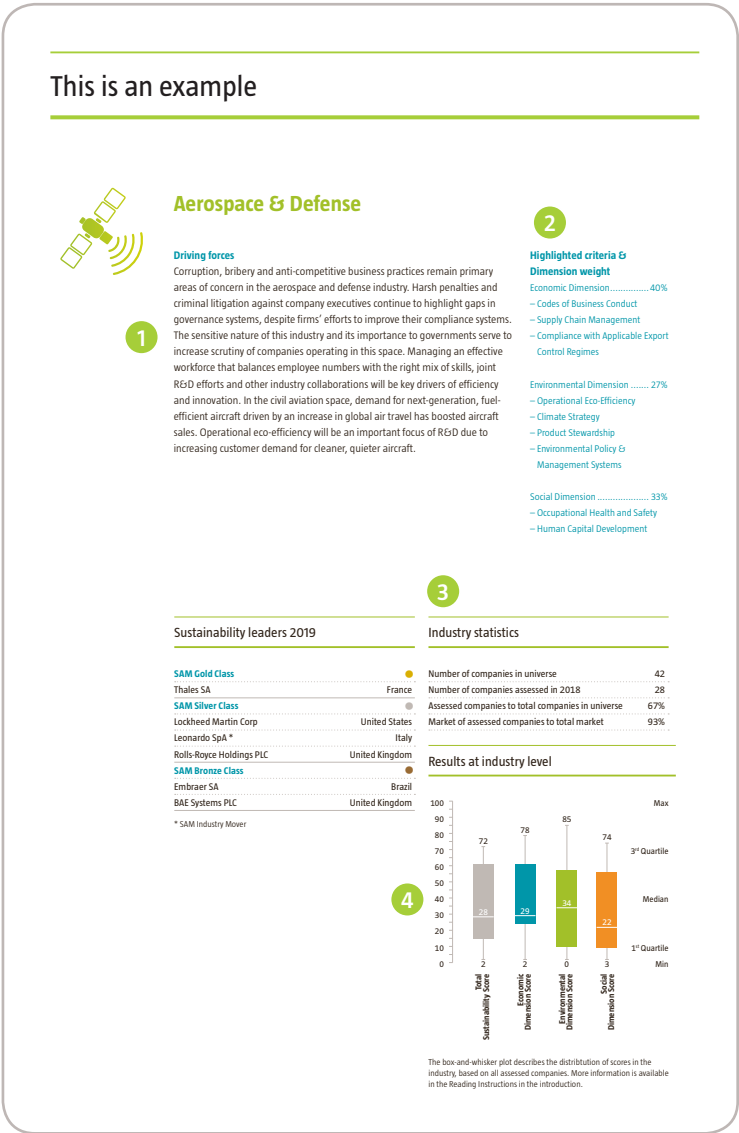 This is an example
Aerospace & Defense
1
Driving forces
Corruption, bribery and anti-competitive business practices remain primary
areas of concern in the aerospace and defense industry. Harsh penalties and
criminal litigation against company executives continue to highlight gaps in
governance systems, despite firms' efforts to improve their compliance systems.
The sensitive nature of this industry and its importance to governments serve to
increase scrutiny of companies operating in this space. Managing an effective
workforce that balances employee numbers with the right mix of skills, joint
R&D efforts and other industry collaborations will be key drivers of efficiency
and innovation. In the civil aviation space, demand for next-generation, fuel-
efficient aircraft driven by an increase in global air travel has boosted aircraft
sales. Operational eco-efficiency will be an important focus of R&D due to
increasing customer demand for cleaner, quieter aircraft.
2
Highlighted criteria &
Dimension weight
Economic Dimension............... 40%
– Codes of Business Conduct
– Supply Chain Management
– Compliance with Applicable Export
Control Regimes
Environmental Dimension ....... 27%
– Operational Eco-Efficiency
– Climate Strategy
– Product Stewardship
– Environmental Policy &
Management Systems
Social Dimension .................... 33%
– Occupational Health and Safety
– Human Capital Development
Sustainability leaders 2019
SAM Gold Class
Thales SA France
SAM Silver Class
Lockheed Martin Corp United States
Leonardo SpA * Italy
Rolls-Royce Holdings PLC United Kingdom
SAM Bronze Class
Embraer SA Brazil
BAE Systems PLC United Kingdom
* SAM Industry Mover
3
Industry statistics
Number of companies in universe 42
Number of companies assessed in 2018 28
Assessed companies to total companies in universe 67%
Market of assessed companies to total market 93%
Results at industry level
4
100
90
80
70
60
50
40
30
20
10
0
72
28
2
78
29
2
85
34
0
74
22
3
Max
3rd Quartile
Median
1st Quartile
Min
Total
Sustainability Score
Economic
Dimension Score
Environmental
Dimension Score
Social
Dimension Score
The box-and-whisker plot describes the distribtution of scores in the
industry, based on all assessed companies. More information is available
in the Reading Instructions in the introduction.